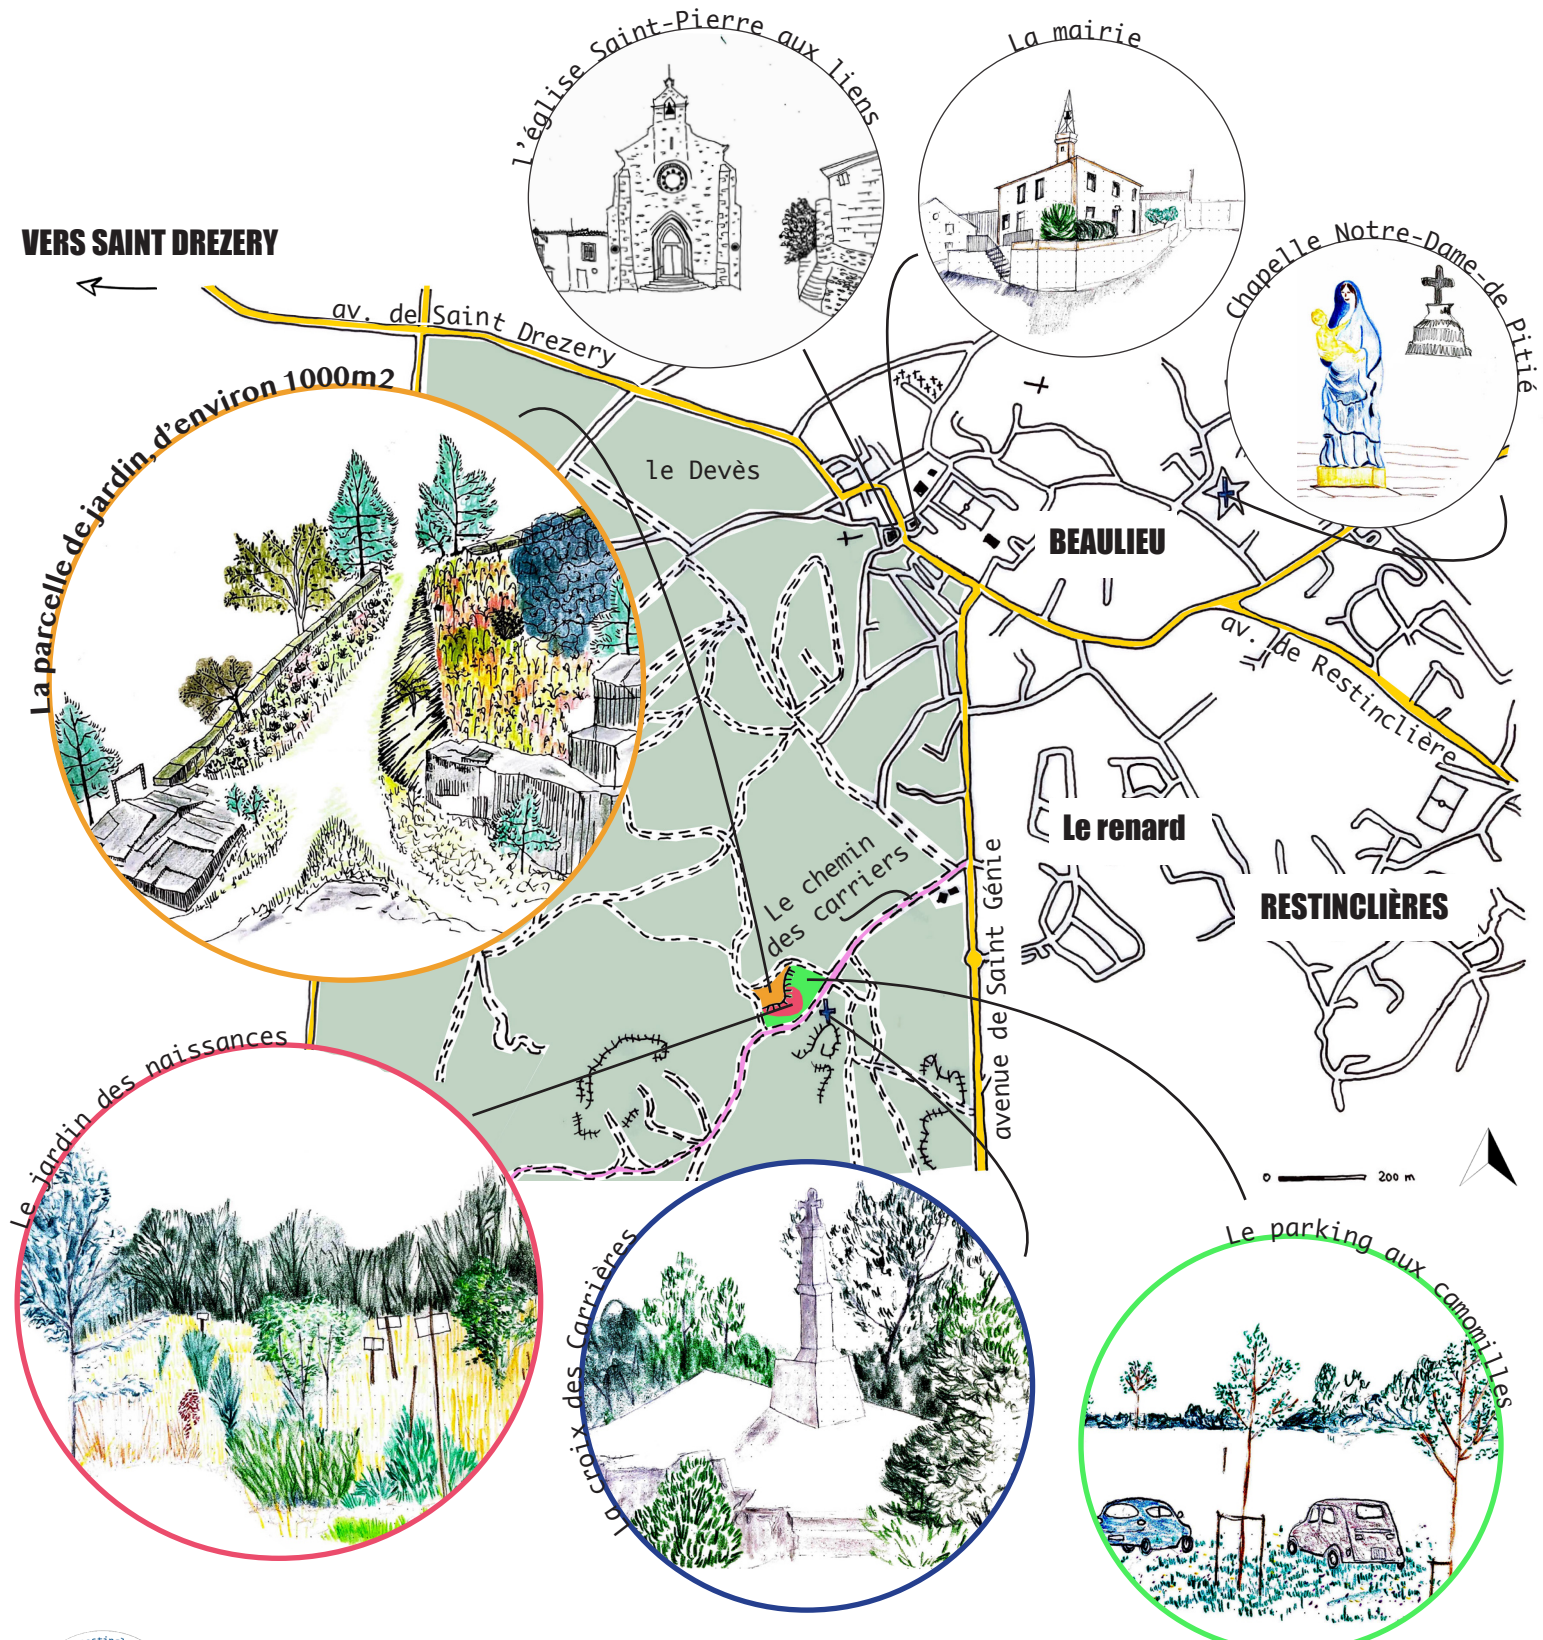 l'église Saint-Pierre aux liens
La mairie
Chapelle Notre-Dame-de Pitié
VERS SAINT DREZERY
av. de Saint Drezery
La parcelle de jardin, d'environ 1000m2
le Devès
BEAULIEU
av. de Restinclière
Le renard
Le chemin
des carriers
RESTINCLIÈRES
avenue de Saint Génie
Le jardin des naissances
0 200 m
la croix des Carrières
Le parking aux camomilles